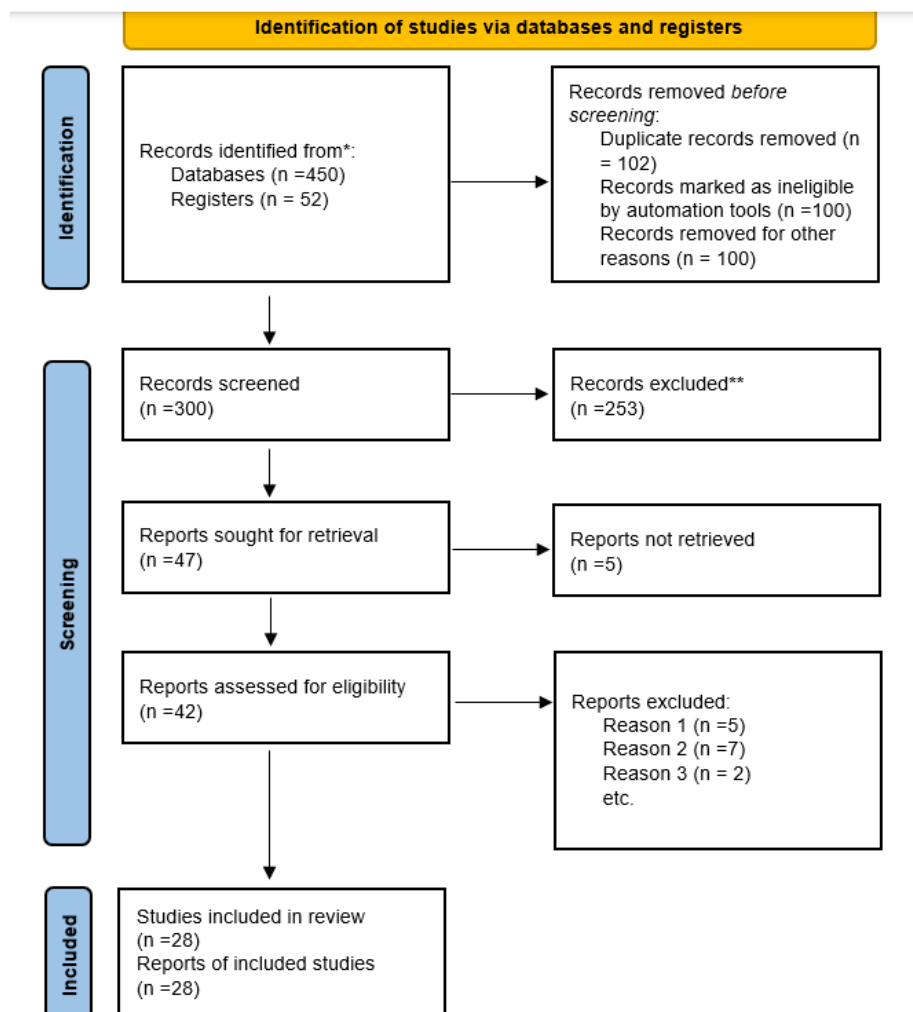 Identification of studies via databases and registers
Identification
Records identified from*:
Databases (n =450)
Registers (n = 52)
Records removed before
screening:
Duplicate records removed (n
= 102)
Records marked as ineligible
by automation tools (n =100)
Records removed for other
reasons (n = 100)
Screening
Records screened
(n =300)
Records excluded**
(n =253)
Reports sought for retrieval
(n =47)
Reports not retrieved
(n =5)
Reports assessed for eligibility
(n =42)
Reports excluded:
Reason 1 (n =5)
Reason 2 (n =7)
Reason 3 (n = 2)
etc.
Included
Studies included in review
(n =28)
Reports of included studies
(n =28)